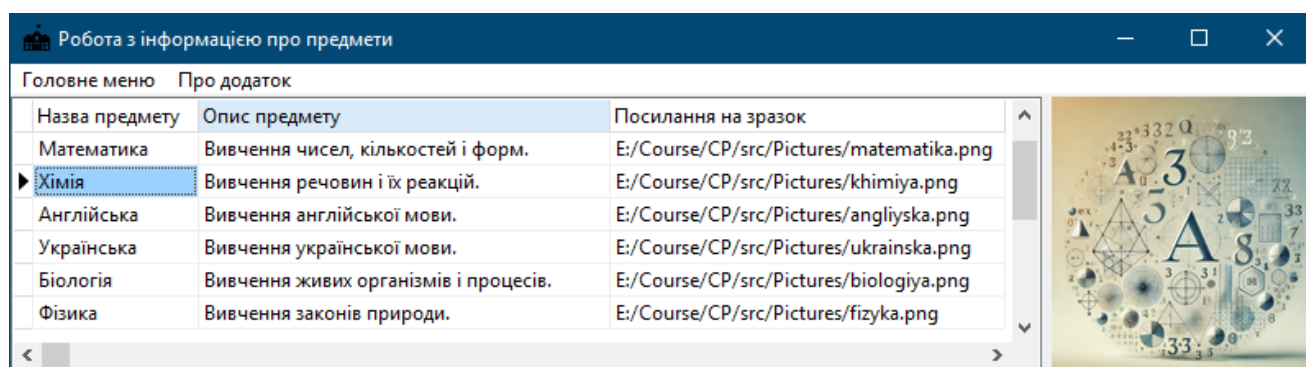 Робота з інформацією про предмети
Головне меню Про додаток
Назва предмету Опис предмету Посилання на зразок
Математика Вивчення чисел, кількостей і форм. E:/Course/CP/src/Pictures/matematika.png
Хімія Вивчення речовин і їх реакцій. E:/Course/CP/src/Pictures/khimiya.png
Англійська Вивчення англійської мови. E:/Course/CP/src/Pictures/angliyska.png
Українська Вивчення української мови. E:/Course/CP/src/Pictures/ukrainska.png
Біологія Вивчення живих організмів і процесів. E:/Course/CP/src/Pictures/biologiya.png
Фізика Вивчення законів природи. E:/Course/CP/src/Pictures/fizyka.png